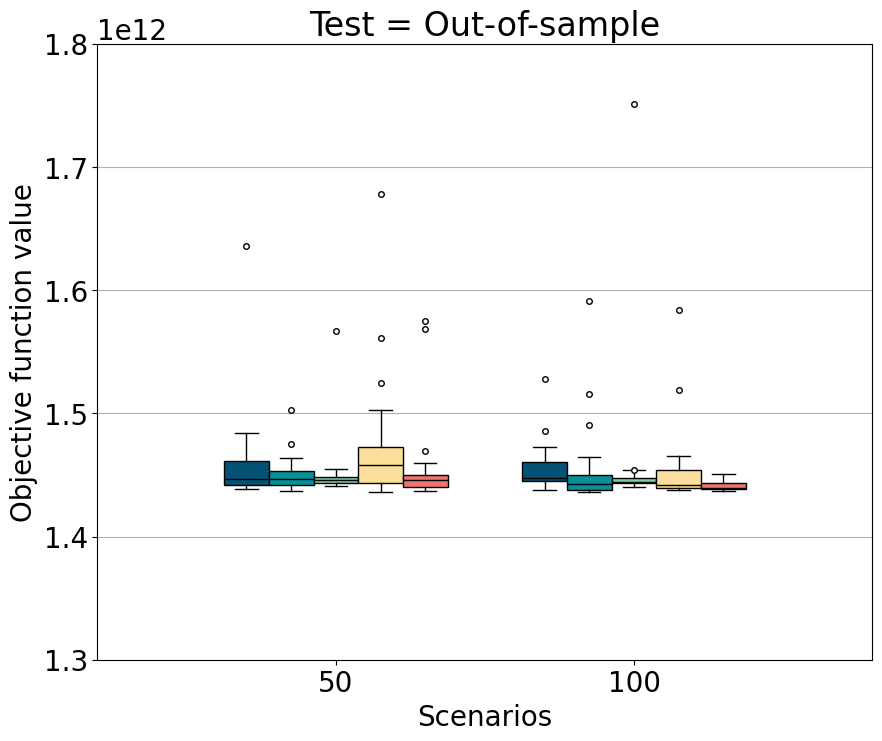 Test = Out-of-sample
1e12
1.8
1.7
1.6
1.5
1.4
1.3
Objective function value
50
100
Scenarios